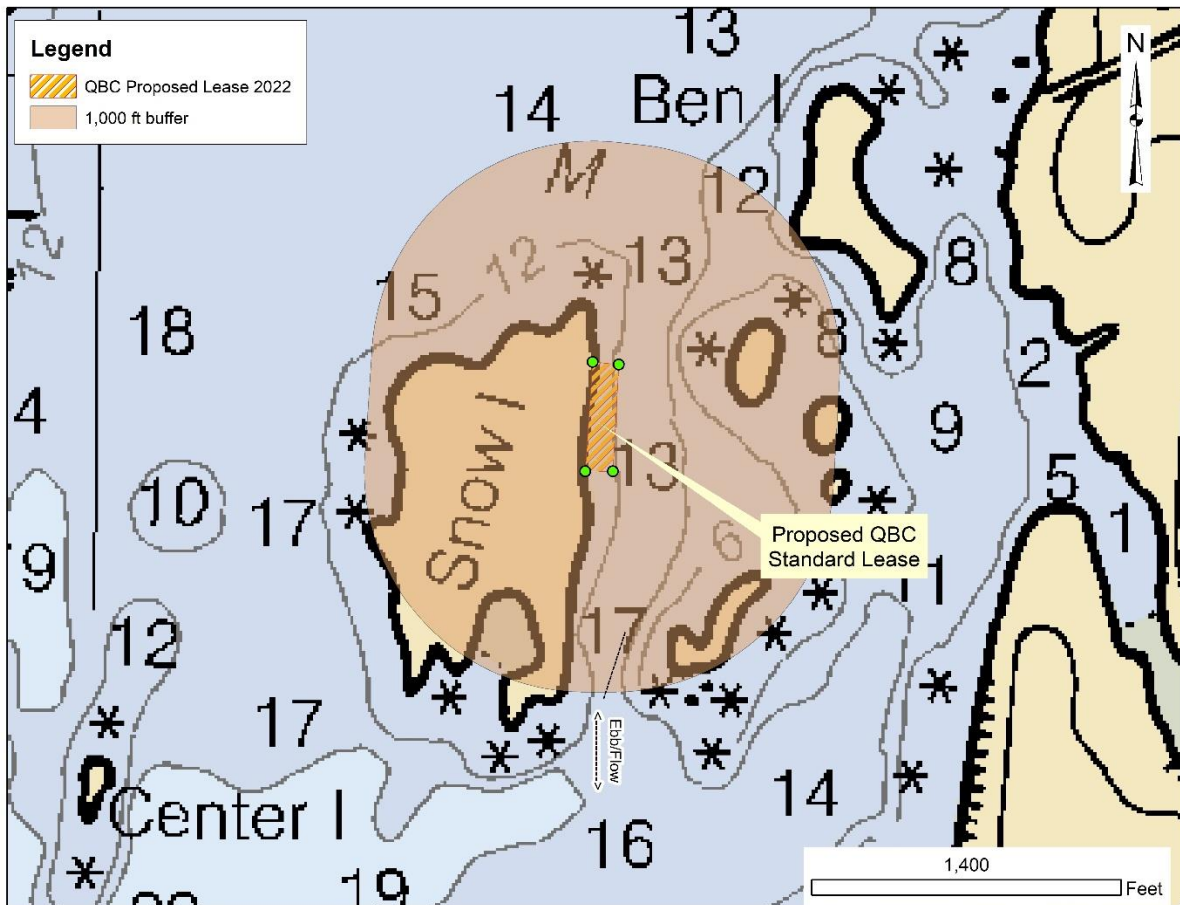 Legend
QBC Proposed Lease 2022
1,000 ft buffer
N
13
Ben I
14
M
12
12
12
13
8
15
18
8
2
4
9
Snow I
13
10
17
5
1
9
6
Proposed QBC
Standard Lease
11
17
12
17
Ebb/Flow
14
Center I
16
19
1,400
Feet